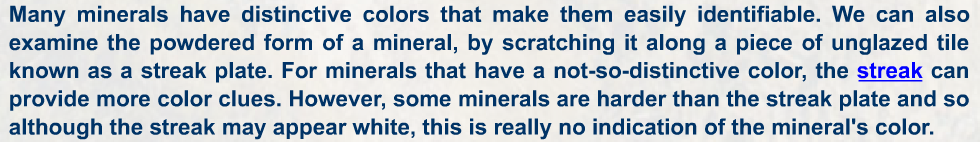 Many minerals have distinctive colors that make them easily identifiable. We can also
examine the powdered form of a mineral, by scratching it along a piece of unglazed tile
known as a streak plate. For minerals that have a not-so-distinctive color, the streak can
provide more color clues. However, some minerals are harder than the streak plate and so
although the streak may appear white, this is really no indication of the mineral's color.